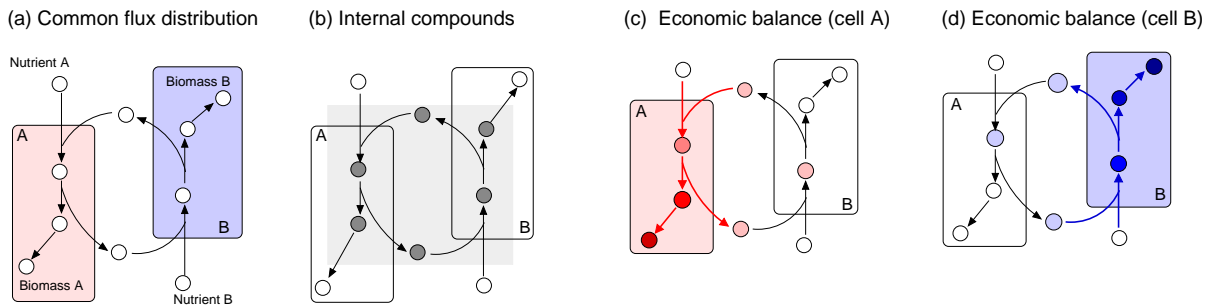 (a) Common flux distribution
(b) Internal compounds
(c) Economic balance (cell A)
(d) Economic balance (cell B)
Nutrient A
Biomass B
A
B
Biomass A
Nutrient B
A
B
A
B
A
B